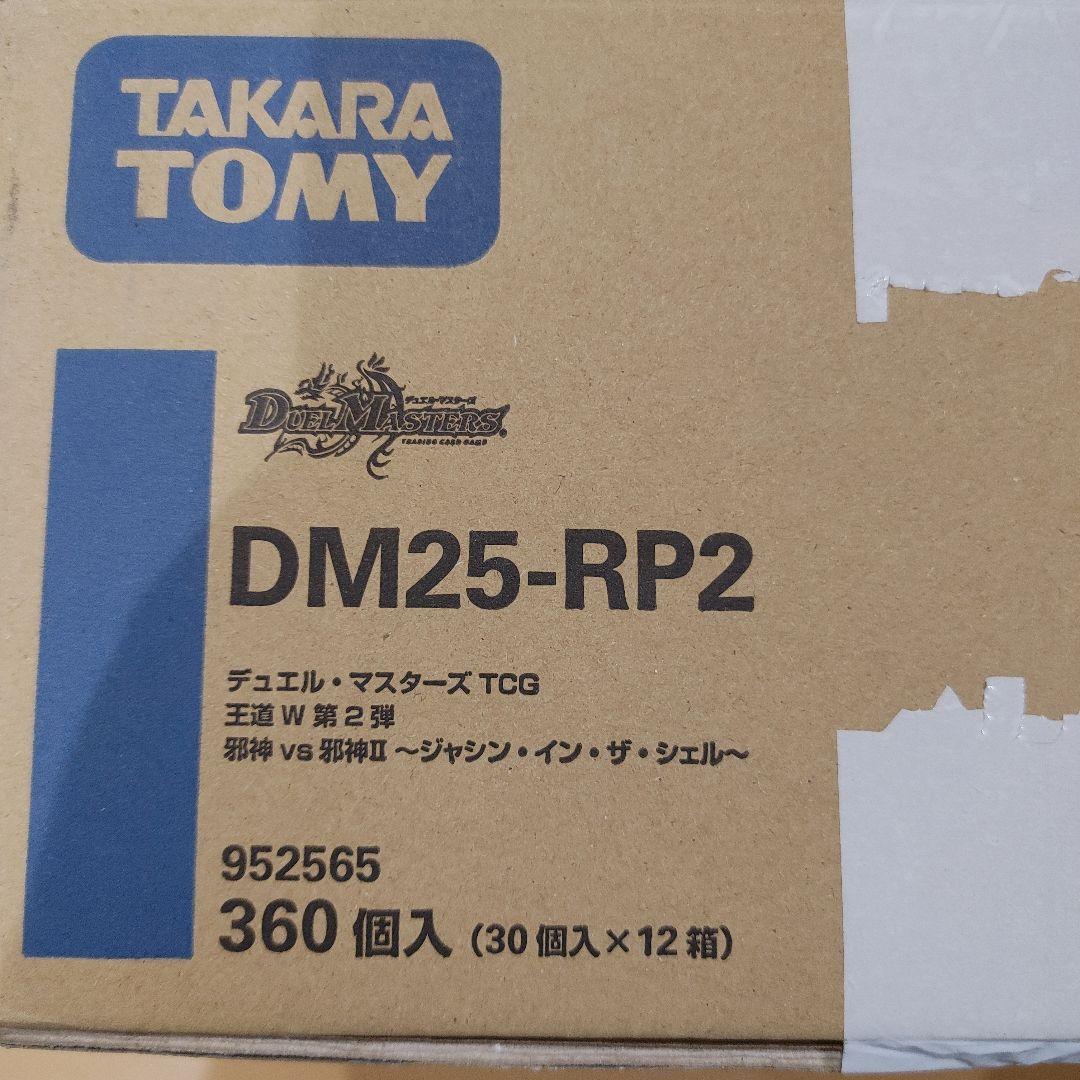 TAKARA
TOMY
デュエル・マスターズ
DUEL MASTERS
TRADING CARD GAME
DM25-RP2
デュエル・マスターズ TCG
王道 W 第2弾
邪神 vs 邪神II ～ジャシン・イン・ザ・シェル～
952565
360 個入（30 個入×12 箱）